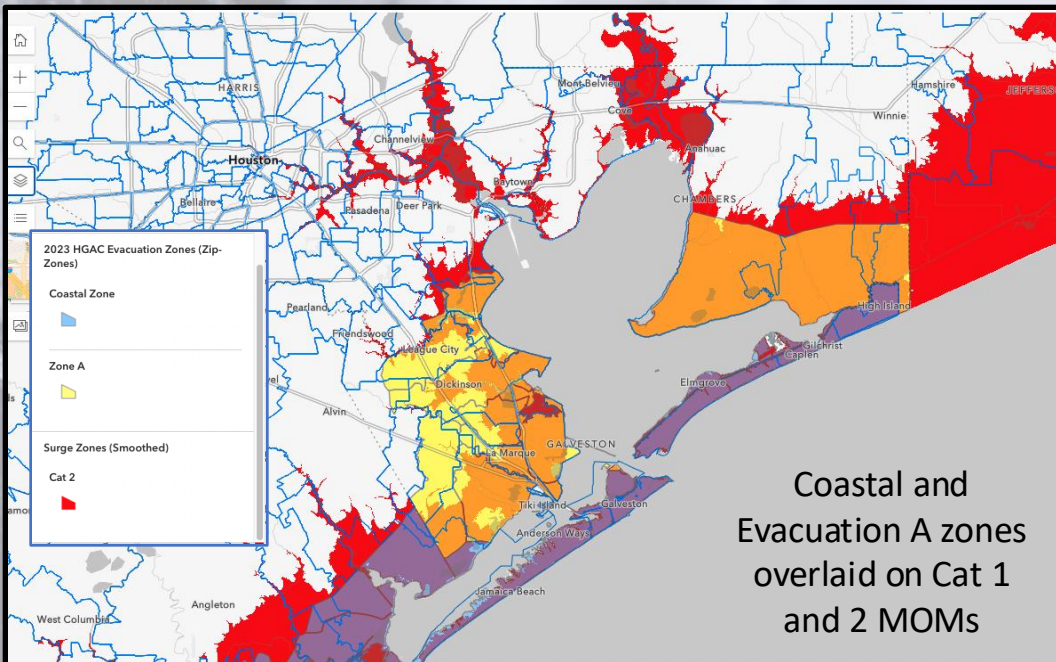 HARRIS
Mont Belvieu
Hamshire
Cove
Winnie
Channelview
Houston
Anahuac
Baytown
Bellaire
Pasadena
Deer Park
CHAMBERS
2023 HGAC Evacuation Zones (Zip-
Zones)
Coastal Zone
Zone A
Surge Zones (Smoothed)
Cat 2
Pearland
High Island
Friendswood
Gilchrist
League City
Caplen
Elmgrove
Dickinson
Alvin
GALVESTON
La Marque
Tiki Island
Galveston
Anderson Ways
Jamaica Beach
Angleton
West Columbia
Coastal and
Evacuation A zones
overlaid on Cat 1
and 2 MOMs